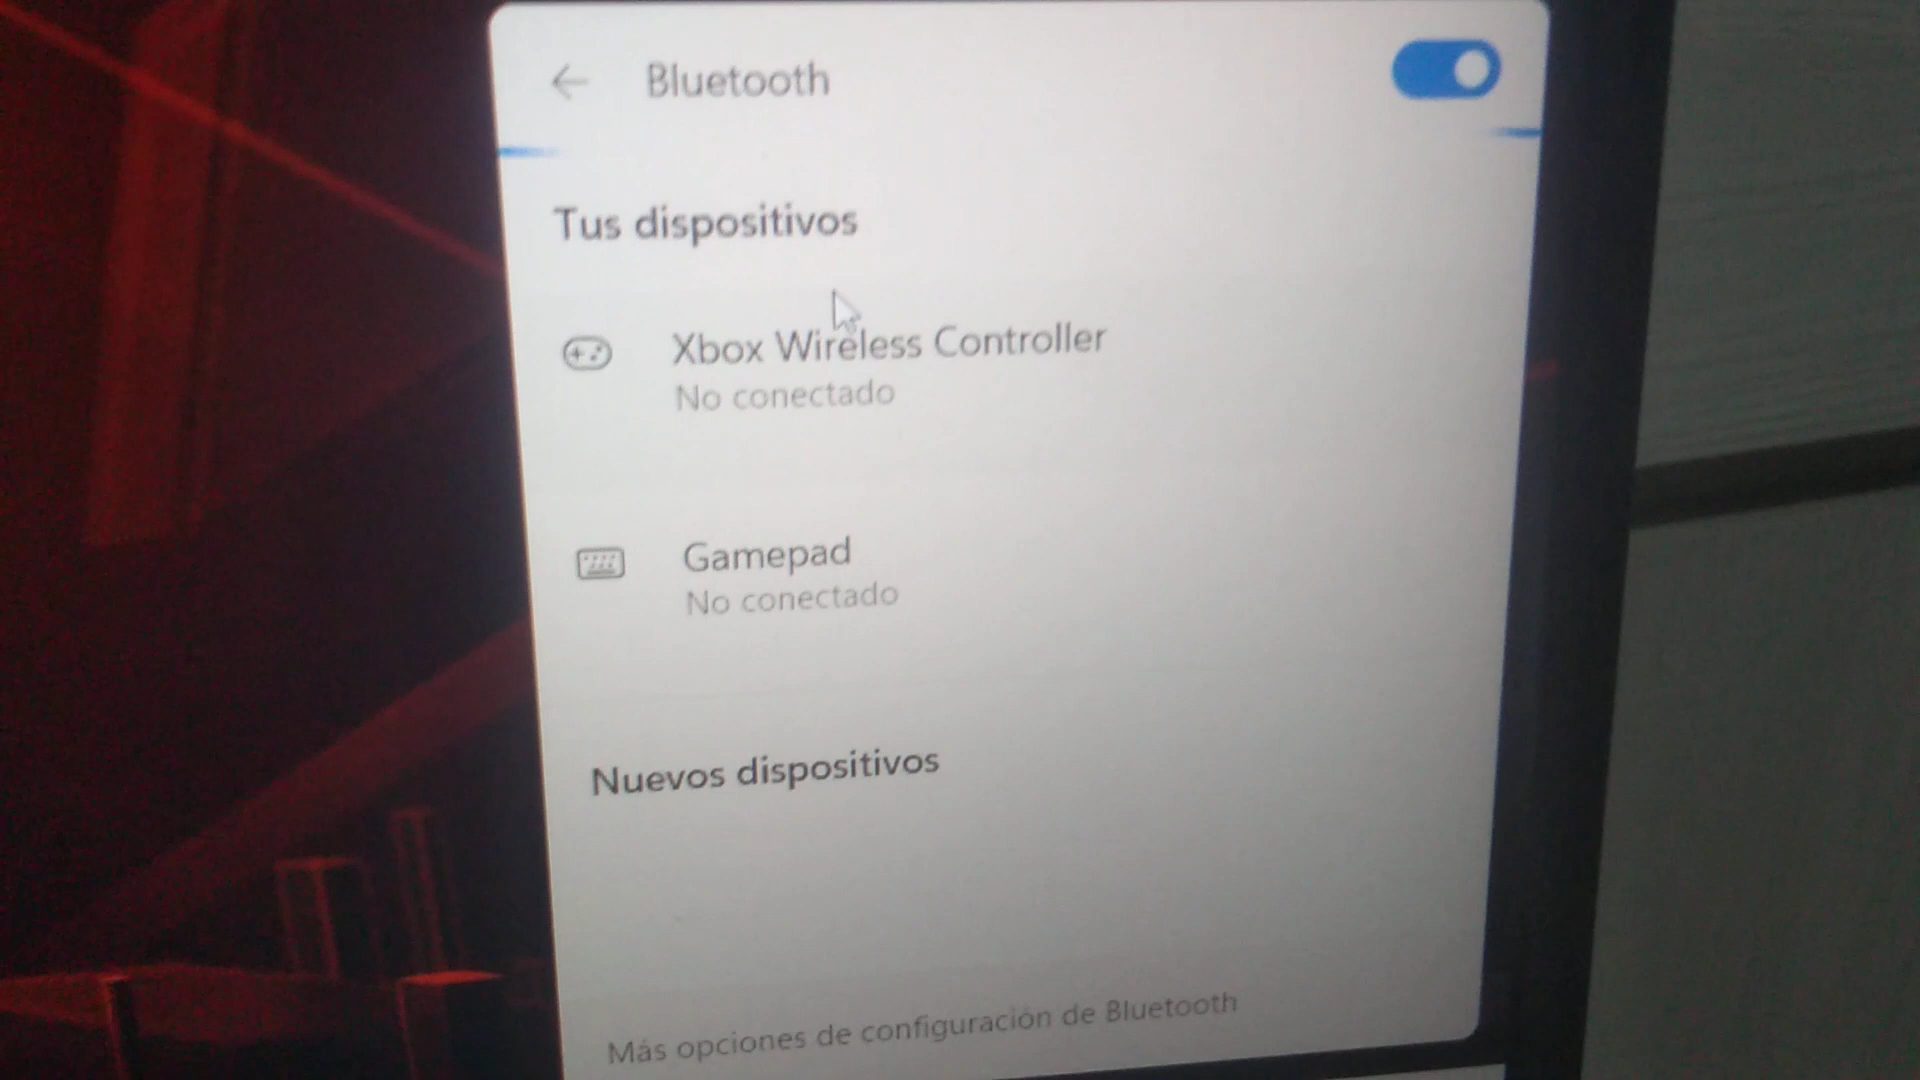 Bluetooth
Tus dispositivos
Xbox Wireless Controller
No conectado
Gamepad
No conectado
Nuevos dispositivos
Más opciones de configuración de Bluetooth